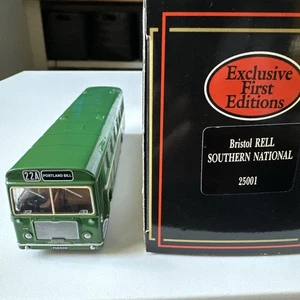 22A PORTLAND BILL
Exclusive
First
Editions
Bristol RELL
SOUTHERN NATIONAL
25001